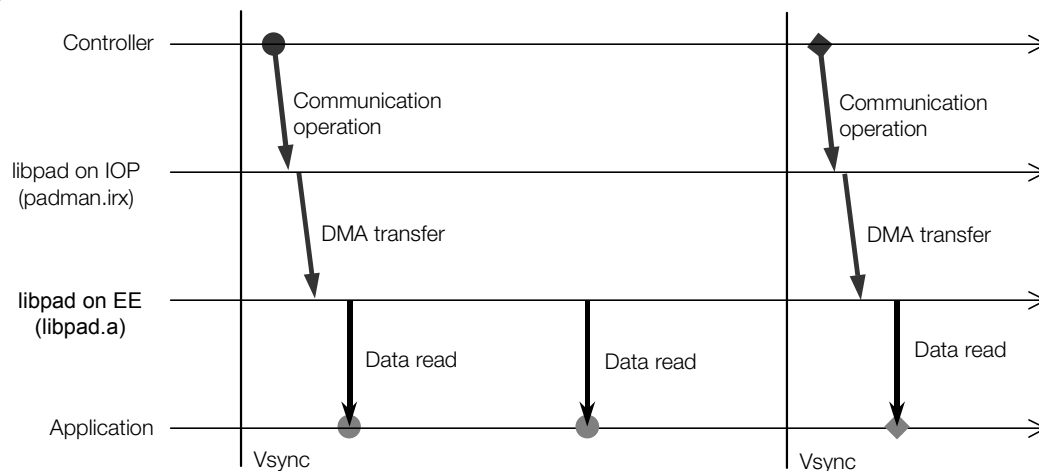 Controller
Communication
operation
Communication
operation
libpad on IOP
(padman.irx)
DMA transfer
DMA transfer
libpad on EE
(libpad.a)
Data read
Data read
Data read
Application
Vsync
Vsync